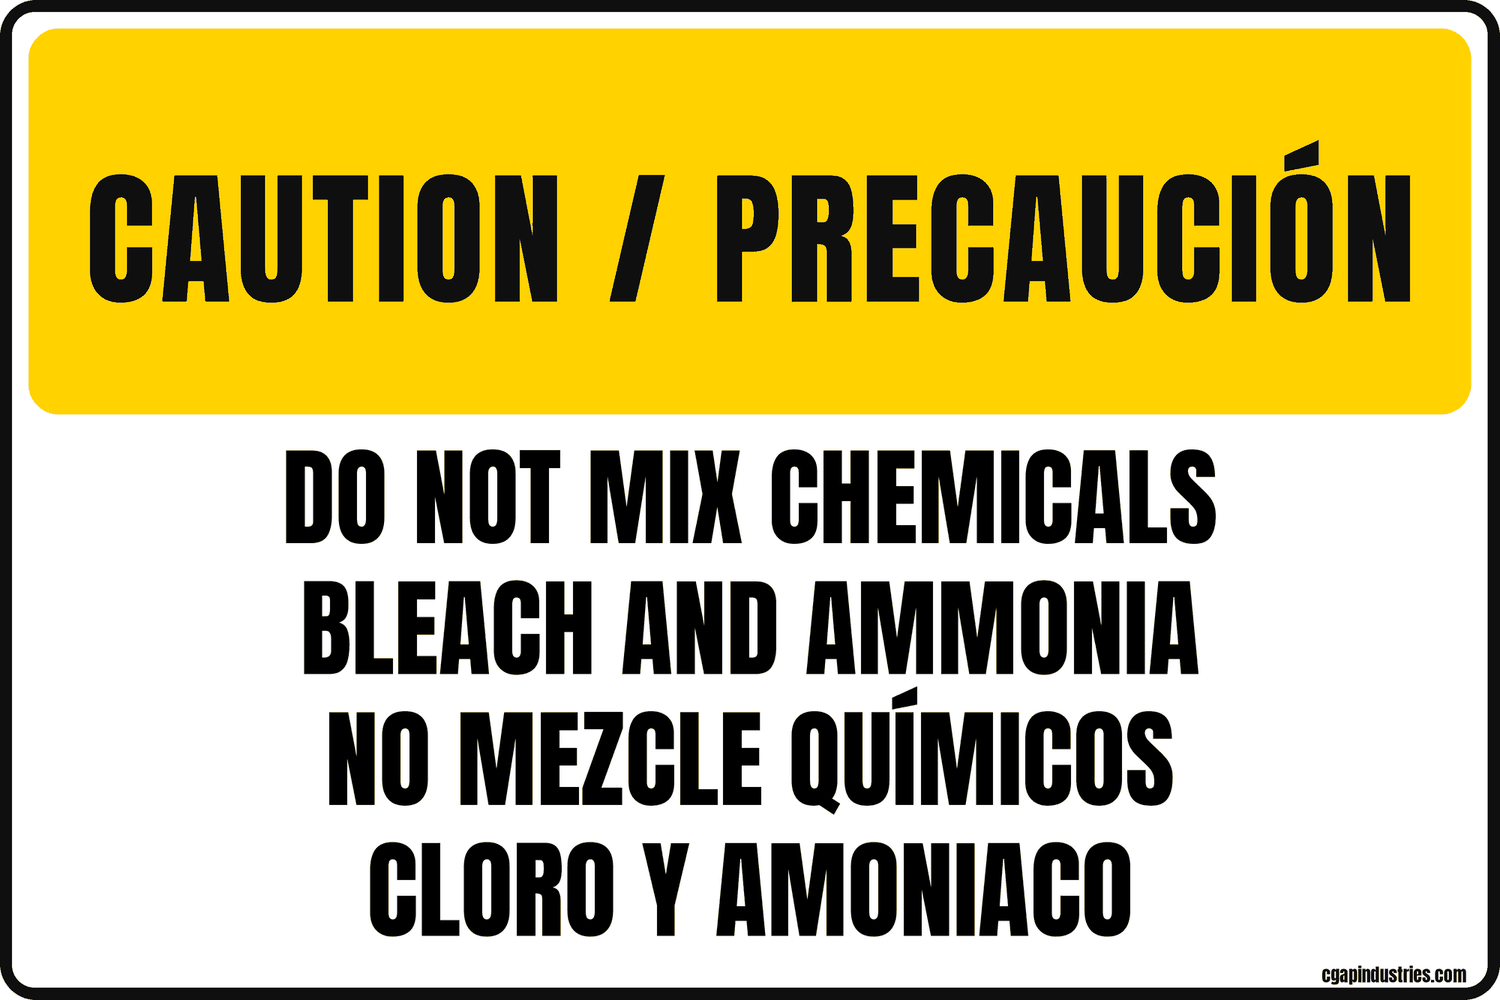 CAUTION / PRECAUCIÓN
DO NOT MIX CHEMICALS
BLEACH AND AMMONIA
NO MEZCLE QUÍMICOS
CLORO Y AMONIACO
cgapindustries.com